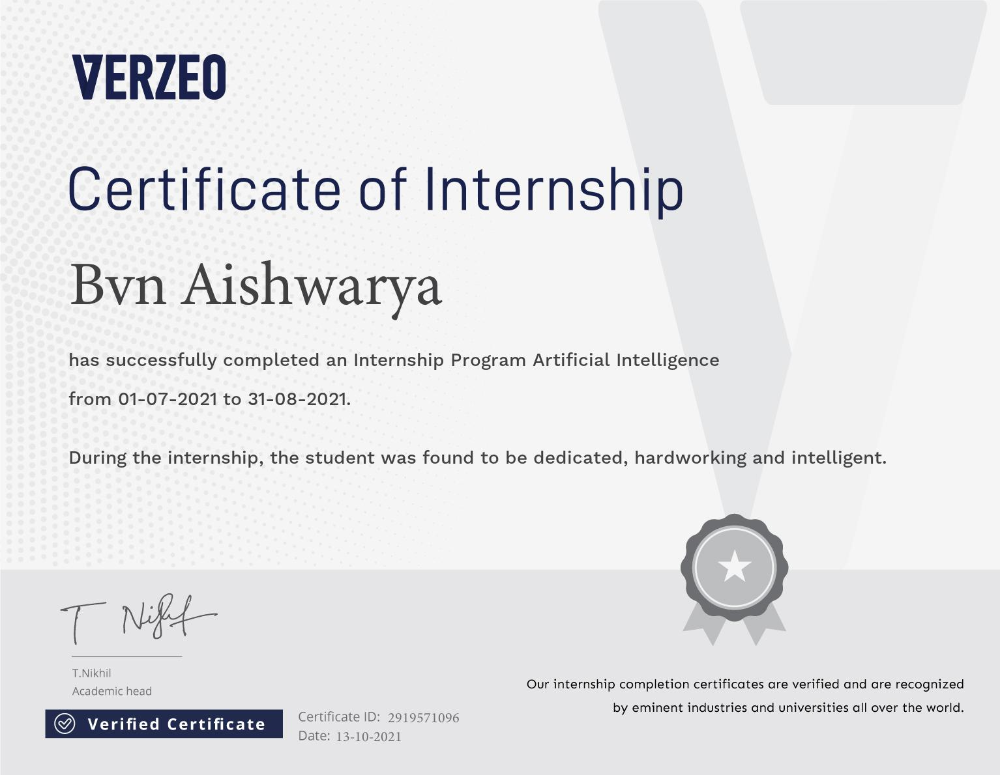 VERZEO
Certificate of Internship
Bvn Aishwarya
has successfully completed an Internship Program Artificial Intelligence
from 01-07-2021 to 31-08-2021.
During the internship, the student was found to be dedicated, hardworking and intelligent.
T Nikhil
T.Nikhil
Academic head
Verified Certificate
Certificate ID: 2919571096
Date: 13-10-2021
Our internship completion certificates are verified and are recognized
by eminent industries and universities all over the world.